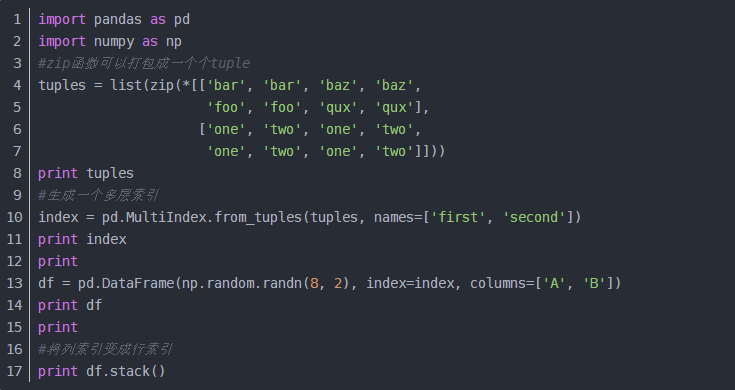 1 import pandas as pd
2 import numpy as np
3 #zip函数可以打包成一个个tuple
4 tuples = list(zip(*[['bar', 'bar', 'baz', 'baz',
5                      'foo', 'foo', 'qux', 'qux'],
6                     ['one', 'two', 'one', 'two',
7                      'one', 'two', 'one', 'two']]))
8 print tuples
9 #生成一个多层索引
10 index = pd.MultiIndex.from_tuples(tuples, names=['first', 'second'])
11 print index
12 print
13 df = pd.DataFrame(np.random.randn(8, 2), index=index, columns=['A', 'B'])
14 print df
15 print
16 #将列索引变成行索引
17 print df.stack()